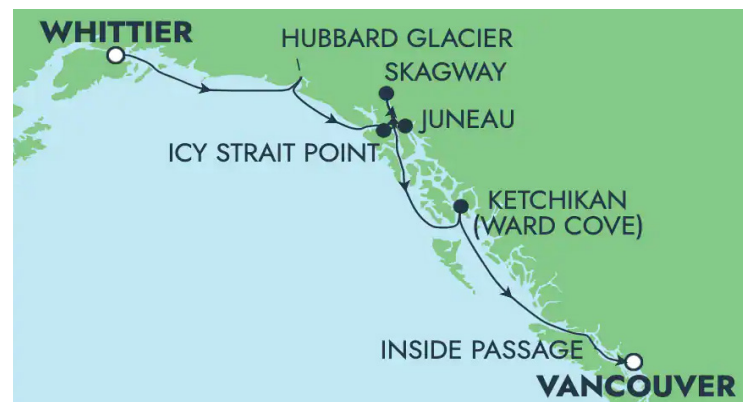 WHITTIER
HUBBARD GLACIER
SKAGWAY
JUNEAU
ICY STRAIT POINT
KETCHIKAN
(WARD COVE)
INSIDE PASSAGE
VANCOUVER